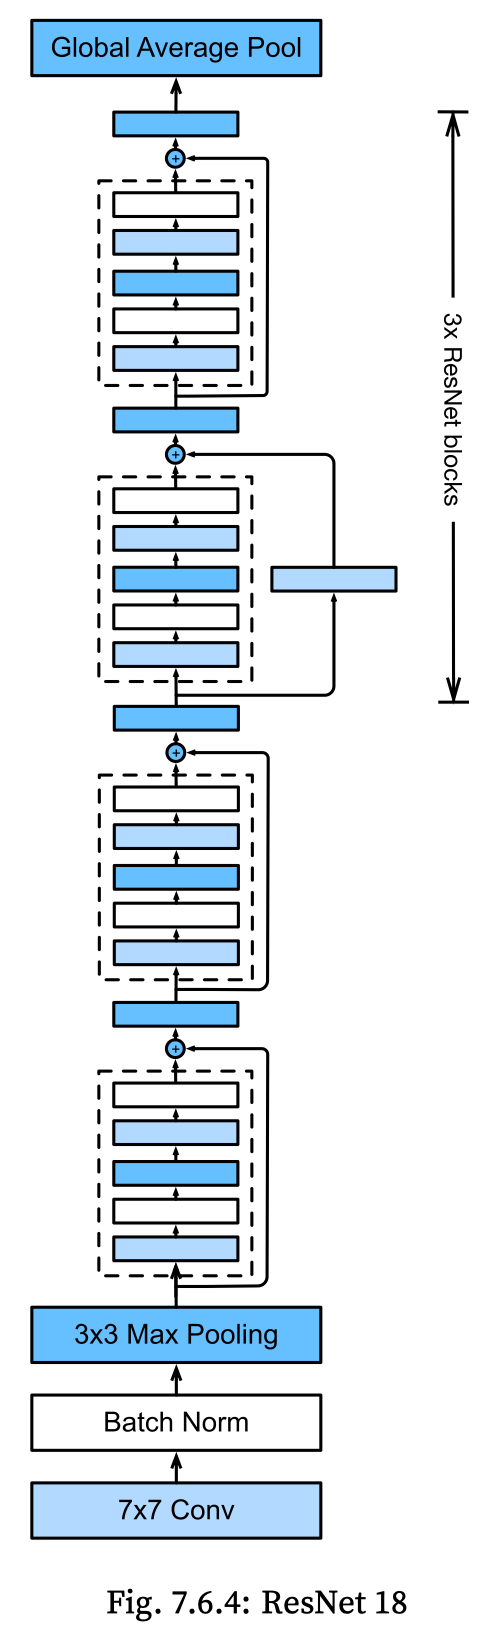 Global Average Pool
+
3x ResNet blocks
+
+
+
3x3 Max Pooling
Batch Norm
7x7 Conv
Fig. 7.6.4: ResNet 18